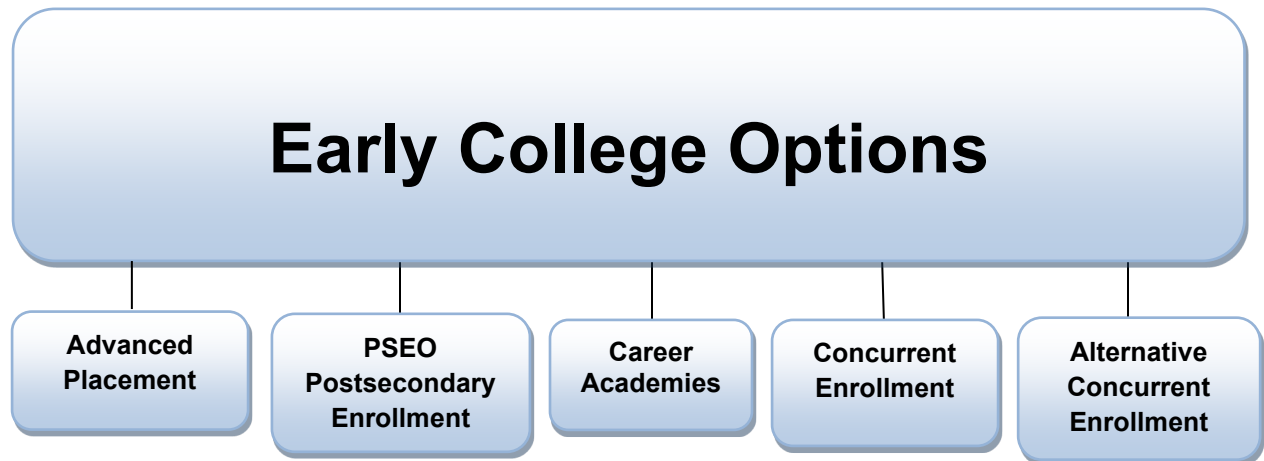 Early College Options
Advanced
Placement
PSEO
Postsecondary
Enrollment
Career
Academies
Concurrent
Enrollment
Alternative
Concurrent
Enrollment